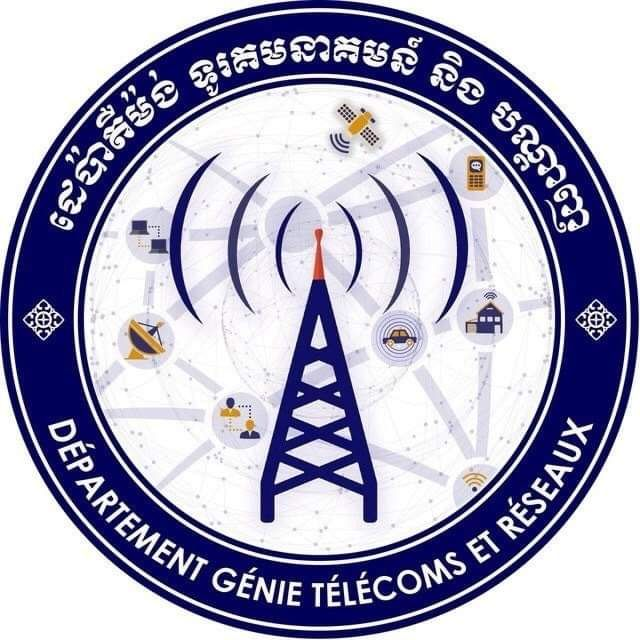 ដេប៉ាតឺម៉ង់ ទូរគមនាគមន៍ និង បណ្តាញ
DÉPARTEMENT GÉNIE TÉLÉCOMS ET RÉSEAUX